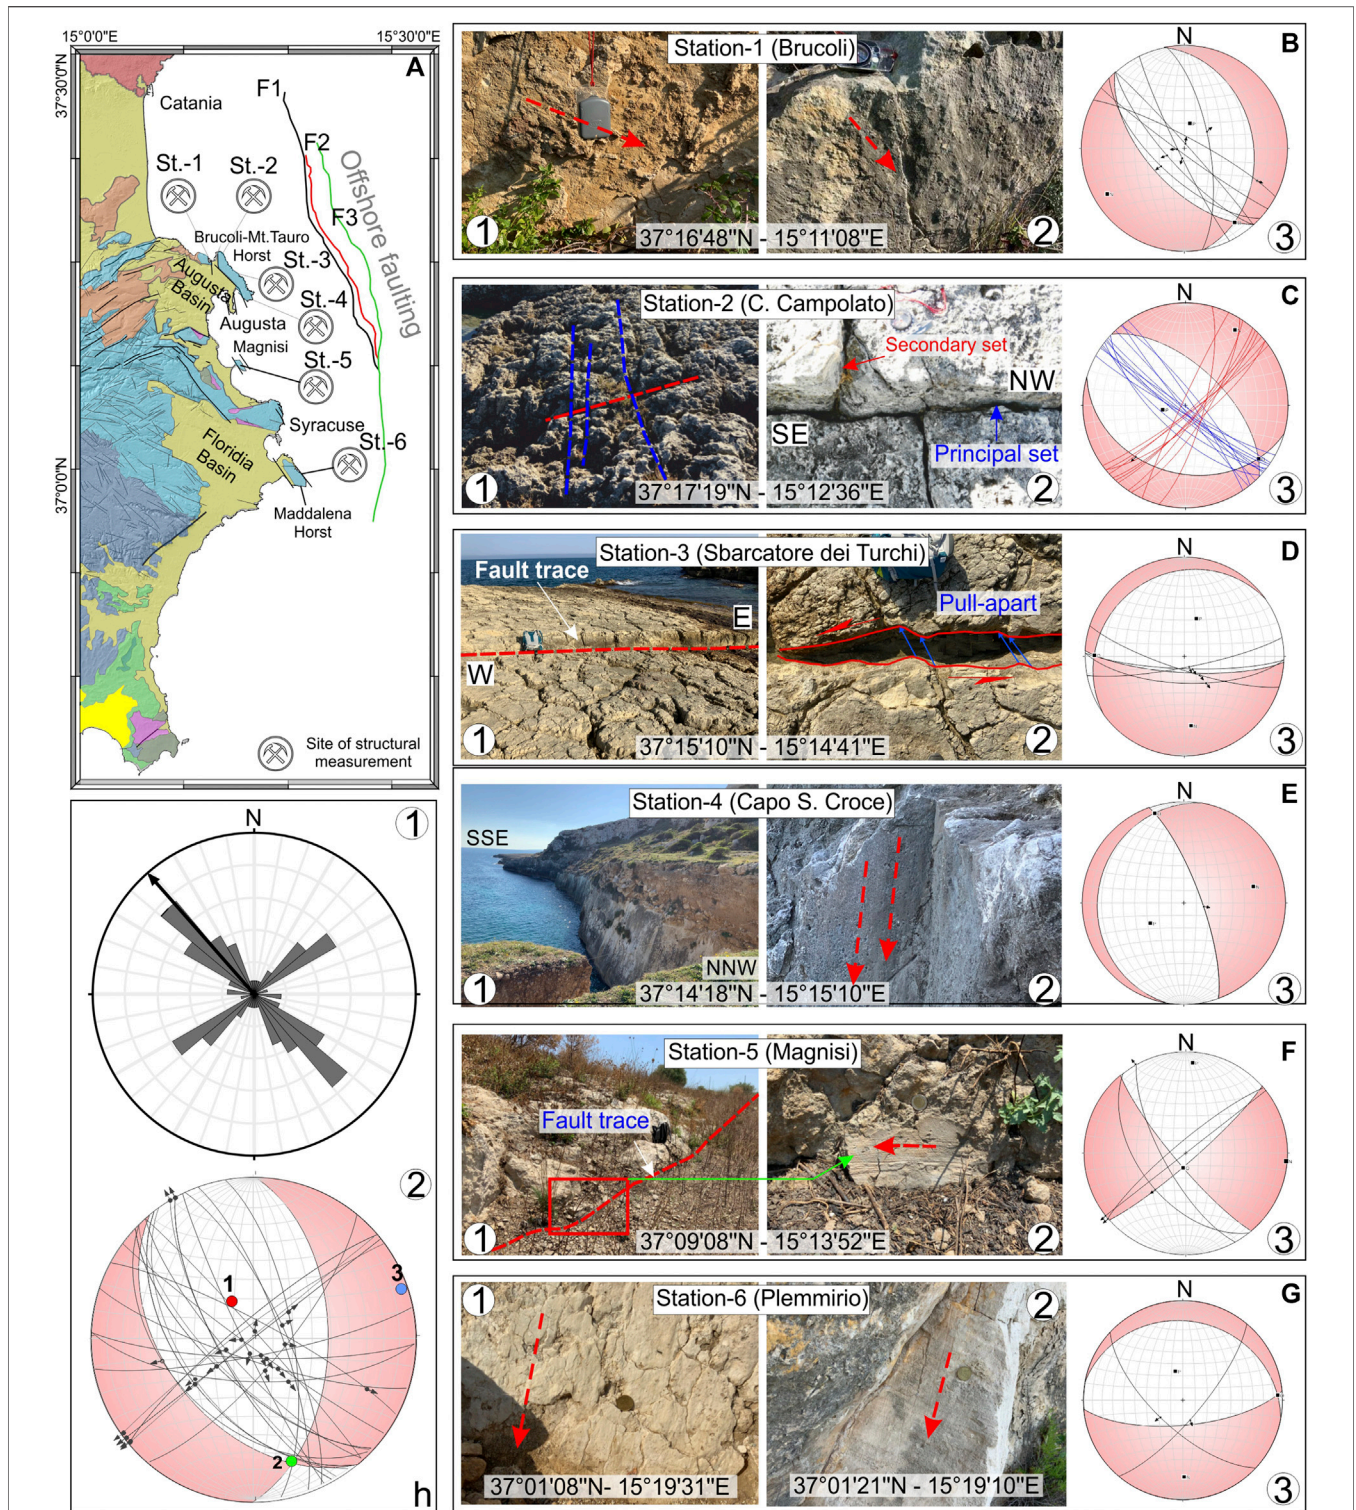 15°0'0"E
15°30'0"E
A
37°30'0"N
37°0'0"N
Catania
F1
F2
F3
Offshore faulting
St.-1
St.-2
Brucoli-Mt.Tauro
Horst
St.-3
Augusta
Basin
St.-4
Augusta
Magnisi
St.-5
Syracuse
St.-6
Floridia
Basin
Maddalena
Horst
Site of structural
measurement
N
1
N
2
1
2
3
h
Station-1 (Brucoli)
1
37°16'48"N - 15°11'08"E
2
N
B
3
Station-2 (C. Campolato)
Secondary set
NW
SE
Principal set
1
37°17'19"N - 15°12'36"E
2
N
C
3
Station-3 (Sbarcatore dei Turchi)
Fault trace
E
W
Pull-apart
1
37°15'10"N - 15°14'41"E
2
N
D
3
Station-4 (Capo S. Croce)
SSE
NNW
1
37°14'18"N - 15°15'10"E
2
N
E
3
Station-5 (Magnisi)
Fault trace
1
37°09'08"N - 15°13'52"E
2
N
F
3
1
Station-6 (Plemmirio)
2
37°01'08"N- 15°19'31"E
37°01'21"N - 15°19'10"E
N
G
3